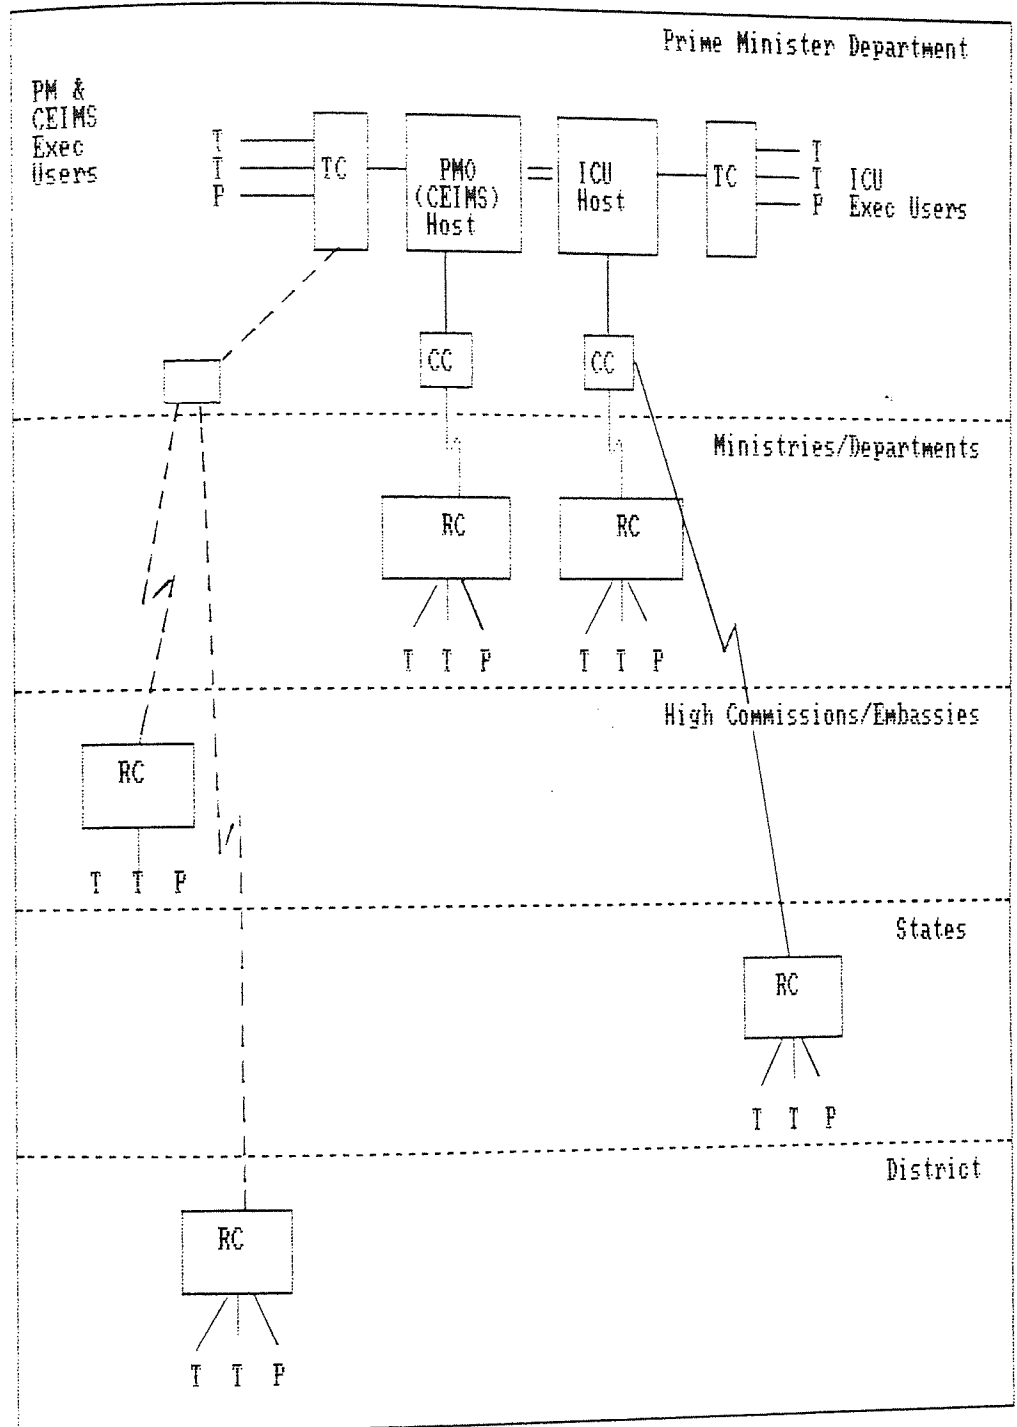 Prime Minister Department
PM &
CEIMS
Exec
Users
T
T
P
TC
PMO
(CEIMS)
Host
ICU
Host
TC
T
T ICU
P Exec Users
CC
CC
Ministries/Departments
RC
RC
T T P
T T P
High Commissions/Embassies
RC
T T P
States
RC
T T P
District
RC
T T P